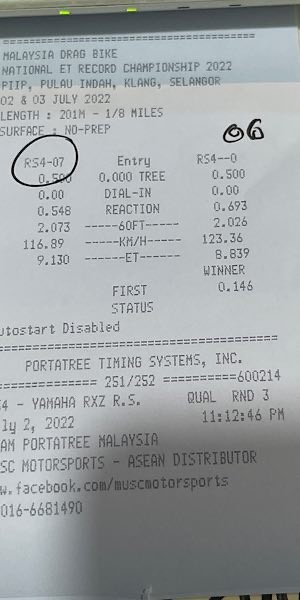 MALAYSIA DRAG BIKE
NATIONAL ET RECORD CHAMPIONSHIP 2022
PIIP, PULAU INDAH, KLANG, SELANGOR
02 & 03 JULY 2022
LENGTH : 201M - 1/8 MILES
SURFACE : NO-PREP
06
RS4-07 Entry RS4--0
0.500 0.000 TREE 0.500
0.00 DIAL-IN 0.00
0.548 REACTION 0.693
2.073 -----60FT----- 2.026
116.89 ------KM/H------ 123.36
9.130 ------ET------ 8.839
WINNER
FIRST 0.146
STATUS
utostart Disabled
PORTATREE TIMING SYSTEMS, INC.
============= 251/252 ==========600214
4 - YAMAHA RXZ R.S. QUAL RND 3
ly 2, 2022 11:12:46 PM
AM PORTATREE MALAYSIA
SC MOTORSPORTS - ASEAN DISTRIBUTOR
w.facebook.com/muscmotorsports
016-6681490